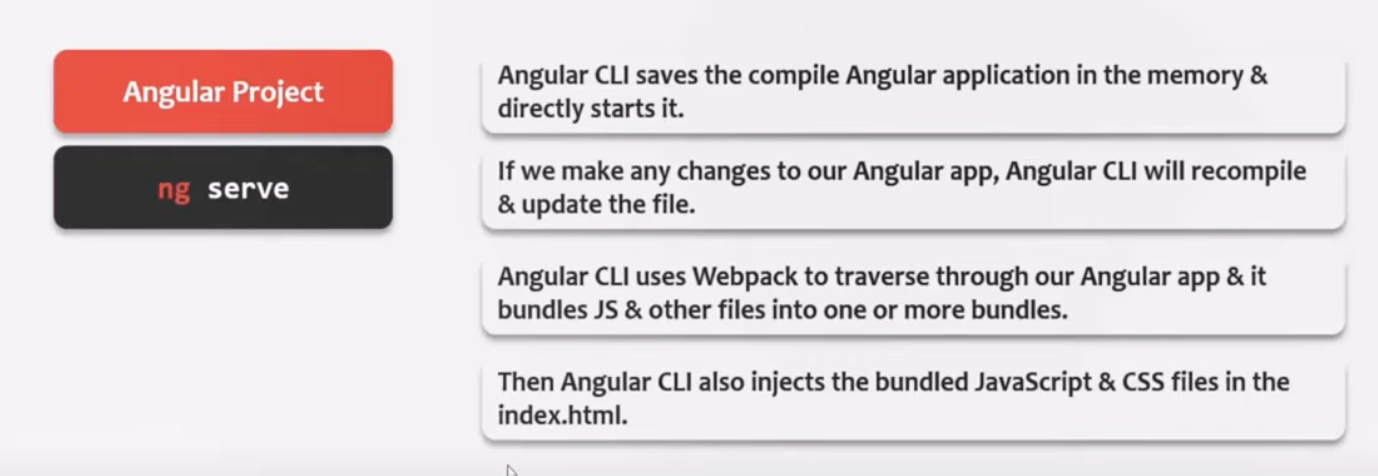 Angular Project
ng serve
Angular CLI saves the compile Angular application in the memory &
directly starts it.
If we make any changes to our Angular app, Angular CLI will recompile
& update the file.
Angular CLI uses Webpack to traverse through our Angular app & it
bundles JS & other files into one or more bundles.
Then Angular CLI also injects the bundled JavaScript & CSS files in the
index.html.